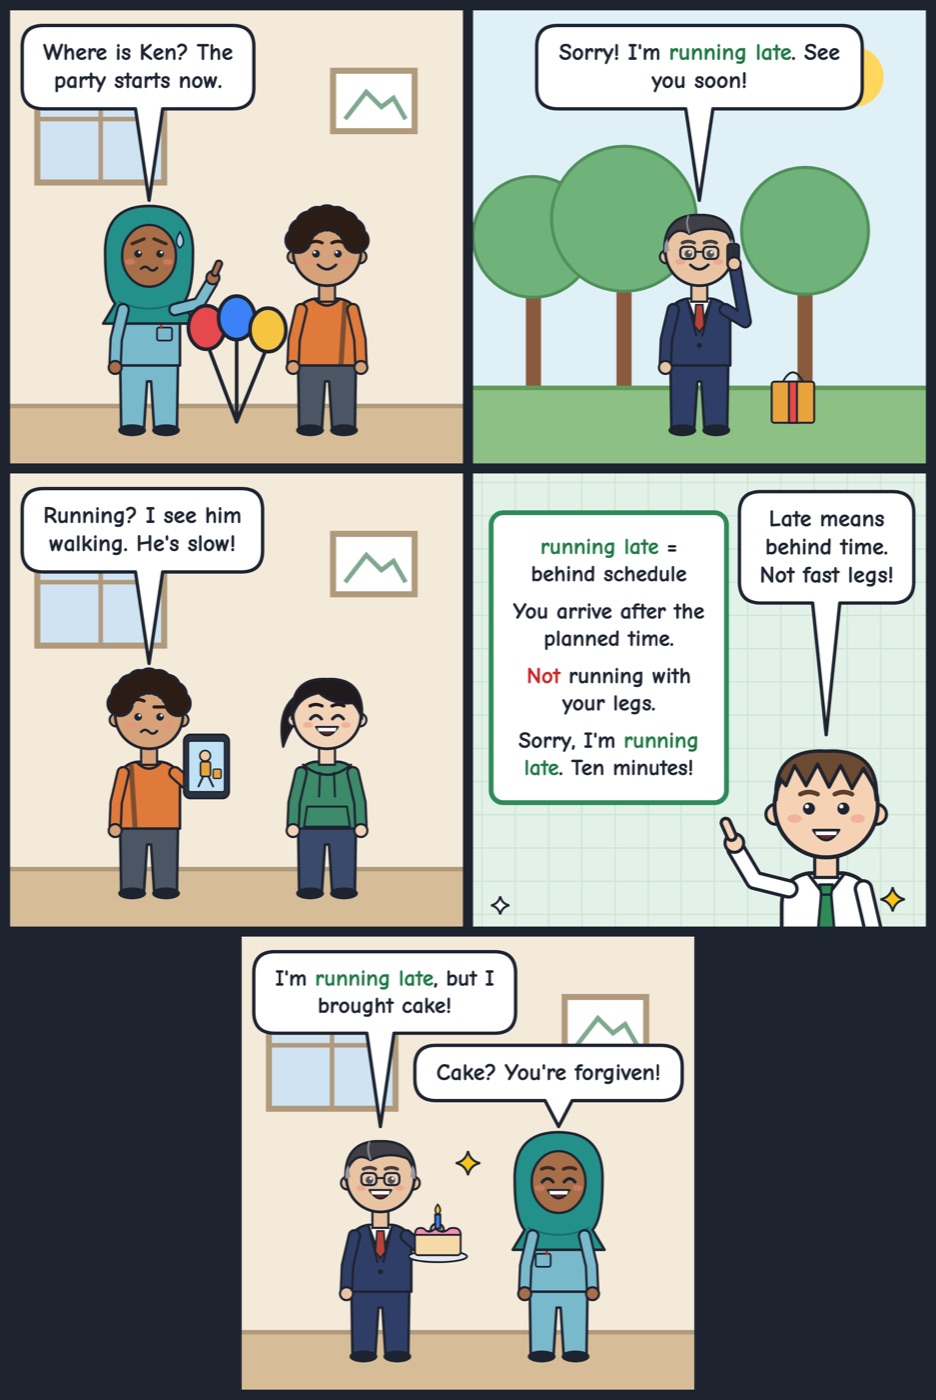 Where is Ken? The
party starts now.
Sorry! I'm running late. See
you soon!
Running? I see him
walking. He's slow!
running late =
behind schedule
You arrive after the
planned time.
Not running with
your legs.
Sorry, I'm running
late. Ten minutes!
Late means
behind time.
Not fast legs!
I'm running late, but I
brought cake!
Cake? You're forgiven!